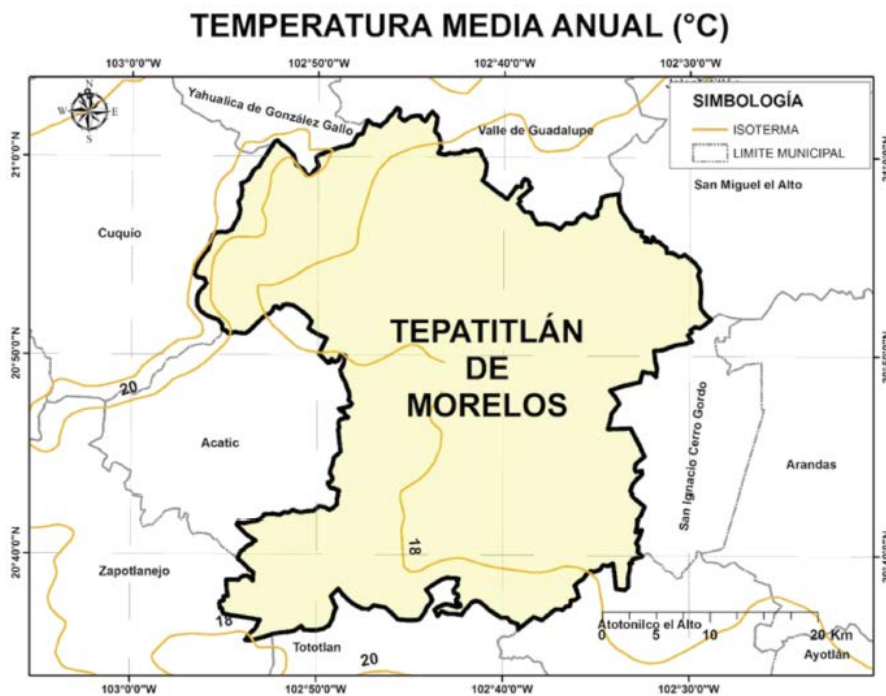 TEMPERATURA MEDIA ANUAL (°C)
103°0'0"W
102°50'0"W
102°40'0"W
102°30'0"W
N
W
E
S
Yahualica de González Gallo
Valle de Guadalupe
SIMBOLOGÍA
ISOTERMA
LIMITE MUNICIPAL
21°0'0"N
San Miguel el Alto
Cuquío
TEPATITLÁN
DE
MORELOS
20°50'0"N
20
Acatic
San Ignacio Cerro Gordo
Arandas
18
20°40'0"N
Zapotlanejo
18
Tototlan
20
Atotonilco el Alto
0
5
10
20 Km
Ayotlán
103°0'0"W
102°50'0"W
102°40'0"W
102°30'0"W